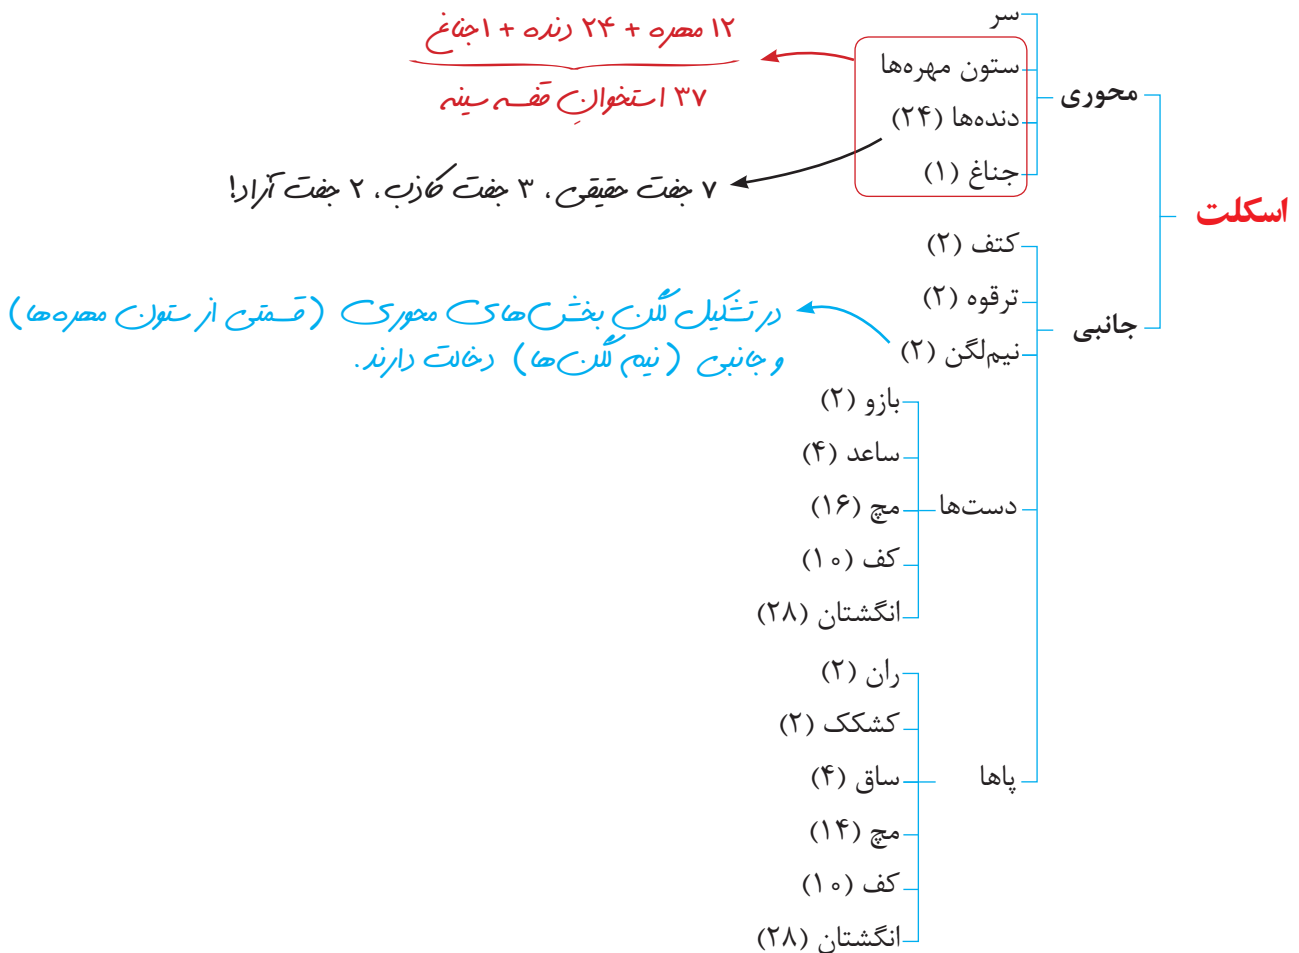 اسکلت
محوری
سر
ستون مهره‌ها
دنده‌ها (۲۴)
جناغ (۱)
۱۲ مهره + ۲۴ دنده + ۱ جناغ
۳۷ استخوانِ قفسه سینه
۷ جفت حقیقی، ۳ جفت کاذب، ۲ جفت آزاد!
جانبی
کتف (۲)
ترقوه (۲)
نیم‌لگن (۲)
در تشکیل لگن بخش‌های محوری (قسمتی از ستون مهره‌ها)
و جانبی (نیم لگن‌ها) دخالت دارند.
دست‌ها
بازو (۲)
ساعد (۴)
مچ (۱۶)
کف (۱۰)
انگشتان (۲۸)
پاها
ران (۲)
کشکک (۲)
ساق (۴)
مچ (۱۴)
کف (۱۰)
انگشتان (۲۸)